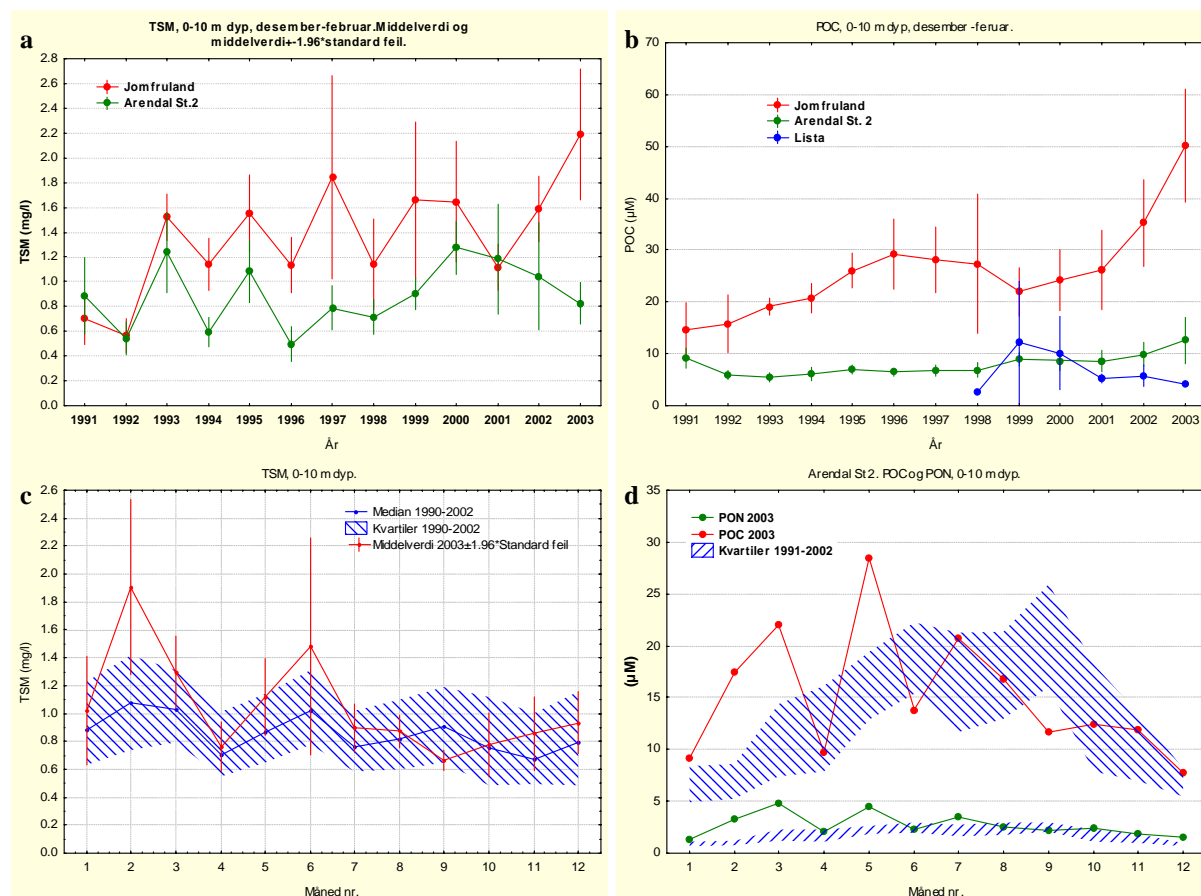 a
TSM, 0-10 m dyp, desember-februar.Middelverdi og
middelverdi+-1.96*standard feil.
2.8
2.6
2.4
2.2
2.0
1.8
1.6
1.4
1.2
1.0
0.8
0.6
0.4
0.2
0.0
TSM (mg/l)
Jomfruland
Arendal St.2
1991 1992 1993 1994 1995 1996 1997 1998 1999 2000 2001 2002 2003
År
b
POC, 0-10 m dyp, desember -feruar.
70
60
50
40
30
20
10
0
POC (µM)
Jomfruland
Arendal St. 2
Lista
1991 1992 1993 1994 1995 1996 1997 1998 1999 2000 2001 2002 2003
År
c
TSM, 0-10 m dyp.
2.6
2.4
2.2
2.0
1.8
1.6
1.4
1.2
1.0
0.8
0.6
0.4
0.2
0.0
TSM (mg/l)
Median 1990-2002
Kvartiler 1990-2002
Middelverdi 2003±1.96*Standard feil
1 2 3 4 5 6 7 8 9 10 11 12
Måned nr.
d
Arendal St 2. POC og PON, 0-10 m dyp.
35
30
25
20
15
10
5
0
(µM)
PON 2003
POC 2003
Kvartiler 1991-2002
1 2 3 4 5 6 7 8 9 10 11 12
Måned nr.